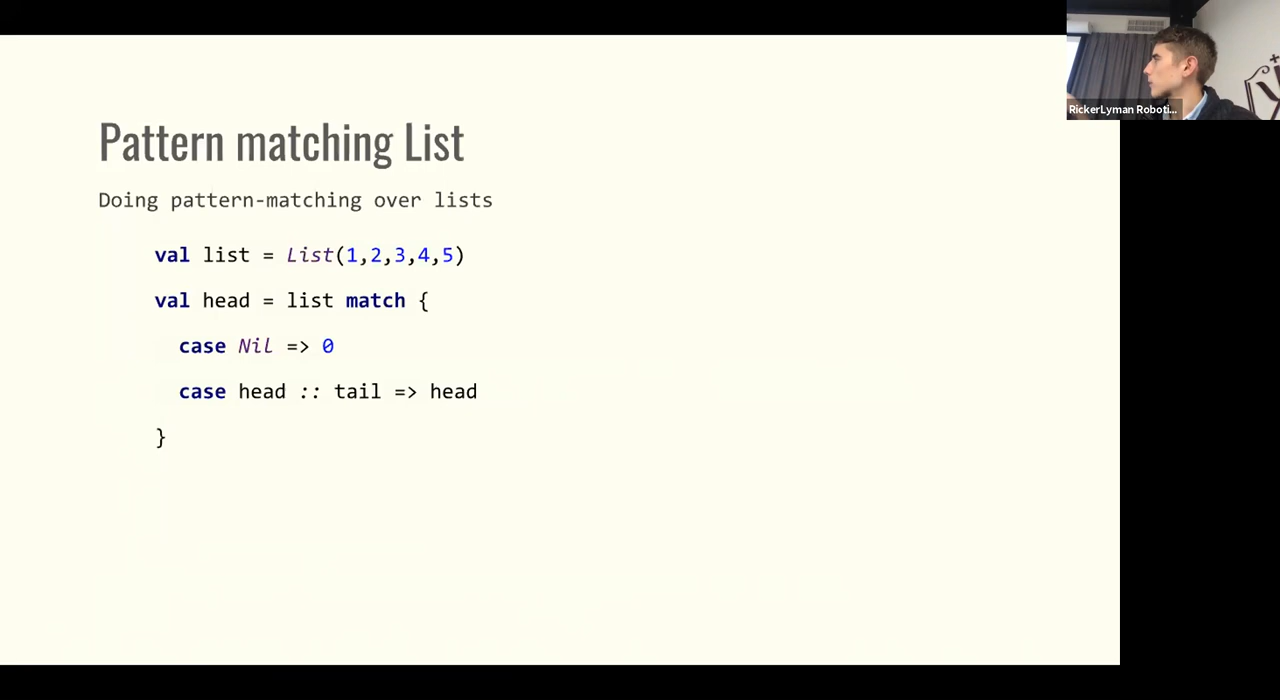 RickerLyman Roboti...
Pattern matching List
Doing pattern-matching over lists
val list = List(1,2,3,4,5)
val head = list match {
case Nil => 0
case head :: tail => head
}